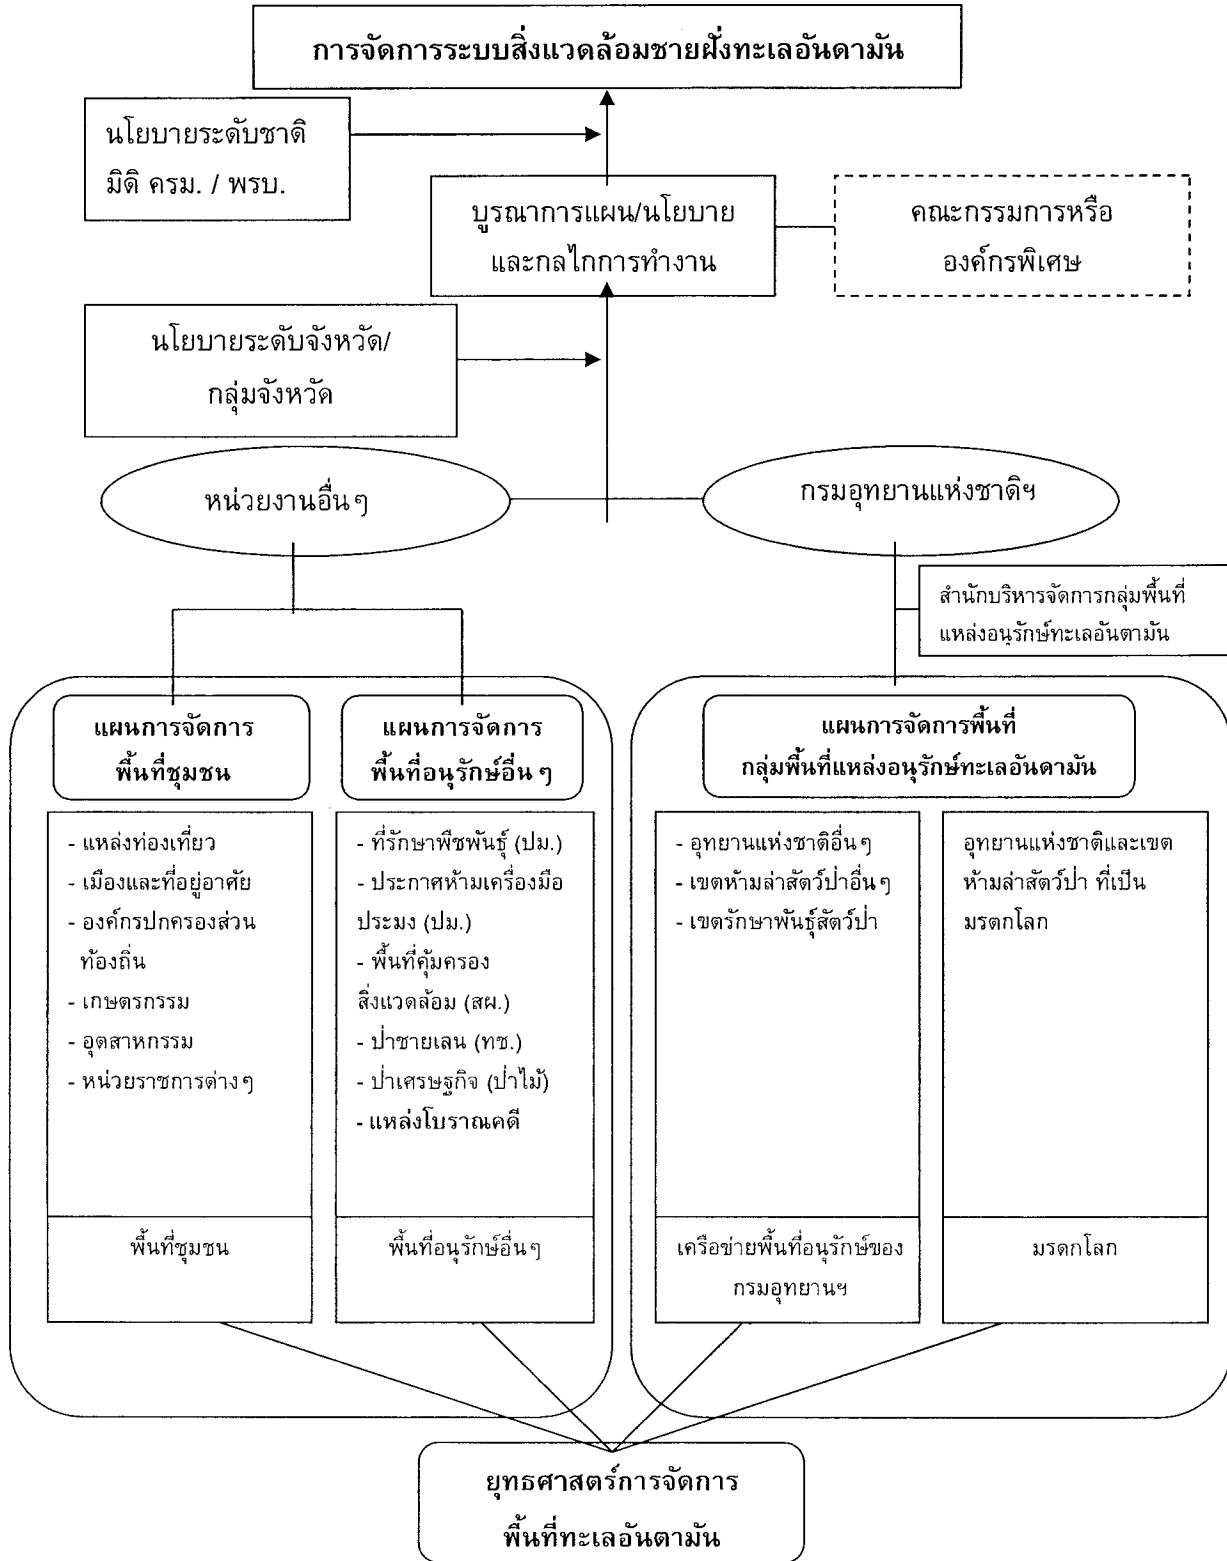 การจัดการระบบสิ่งแวดล้อมชายฝั่งทะเลอันดามัน
นโยบายระดับชาติ
มิติ ครม. / พรบ.
บูรณาการแผน/นโยบาย
และกลไกการทำงาน
คณะกรรมการหรือ
องค์กรพิเศษ
นโยบายระดับจังหวัด/
กลุ่มจังหวัด
หน่วยงานอื่นๆ
กรมอุทยานแห่งชาติฯ
สำนักบริหารจัดการกลุ่มพื้นที่
แหล่งอนุรักษ์ทะเลอันดามัน
แผนการจัดการ
พื้นที่ชุมชน
แผนการจัดการ
พื้นที่อนุรักษ์อื่นๆ
แผนการจัดการพื้นที่
กลุ่มพื้นที่แหล่งอนุรักษ์ทะเลอันดามัน
- แหล่งท่องเที่ยว
- เมืองและที่อยู่อาศัย
- องค์กรปกครองส่วน
ท้องถิ่น
- เกษตรกรรม
- อุตสาหกรรม
- หน่วยราชการต่างๆ
- ที่รักษาพืชพันธุ์ (ปม.)
- ประกาศห้ามเครื่องมือ
ประมง (ปม.)
- พื้นที่คุ้มครอง
สิ่งแวดล้อม (สผ.)
- ป่าชายเลน (ทช.)
- ป่าเศรษฐกิจ (ป่าไม้)
- แหล่งโบราณคดี
- อุทยานแห่งชาติอื่นๆ
- เขตห้ามล่าสัตว์ป่าอื่นๆ
- เขตรักษาพันธุ์สัตว์ป่า
อุทยานแห่งชาติและเขต
ห้ามล่าสัตว์ป่า ที่เป็น
มรดกโลก
พื้นที่ชุมชน
พื้นที่อนุรักษ์อื่นๆ
เครือข่ายพื้นที่อนุรักษ์ของ
กรมอุทยานฯ
มรดกโลก
ยุทธศาสตร์การจัดการ
พื้นที่ทะเลอันดามัน